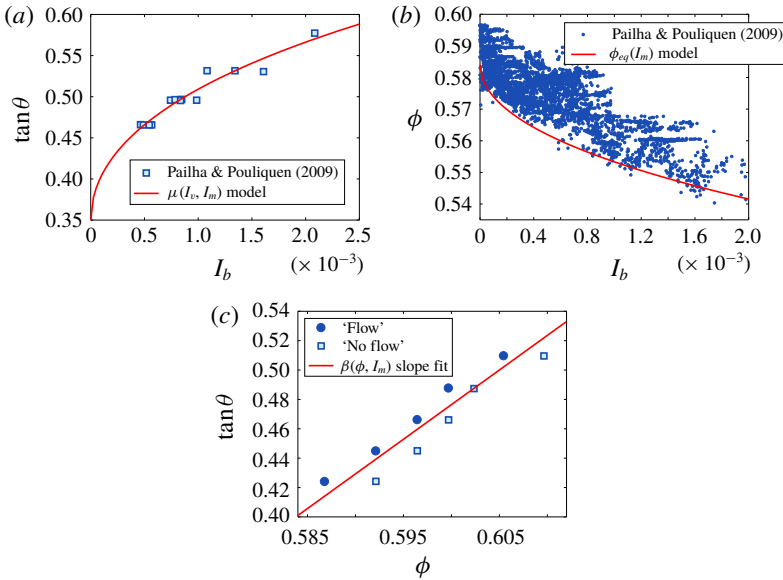 (a)
0.60
0.55
0.50
0.45
0.40
0.35
tan θ
Pailha & Pouliquen (2009)
μ(I_v, I_m) model
0 0.5 1.0 1.5 2.0 2.5
I_b (× 10⁻³)
(b)
0.60
0.59
0.58
0.57
0.56
0.55
0.54
ϕ
Pailha & Pouliquen (2009)
ϕ_eq(I_m) model
0 0.4 0.8 1.2 1.6 2.0
I_b (× 10⁻³)
(c)
0.54
0.52
0.50
0.48
0.46
0.44
0.42
0.40
tan θ
‘Flow’
‘No flow’
β(ϕ, I_m) slope fit
0.585 0.595 0.605
ϕ